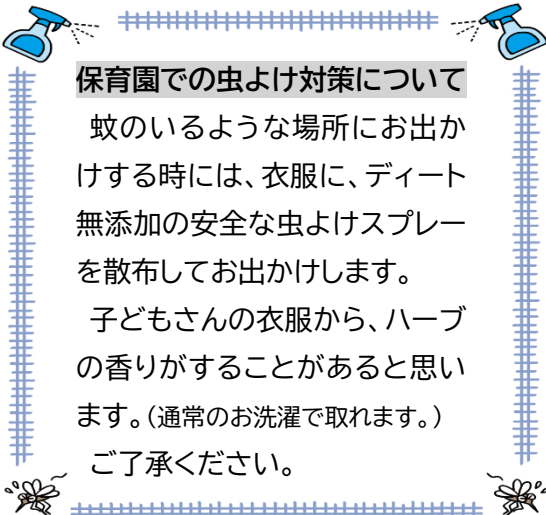 保育園での虫よけ対策について
　蚊のいるような場所にお出か
けする時には、衣服に、ディート
無添加の安全な虫よけスプレー
を散布してお出かけします。
　子どもさんの衣服から、ハーブ
の香りがすることがあると思い
ます。（通常のお洗濯で取れます。）
　ご了承ください。